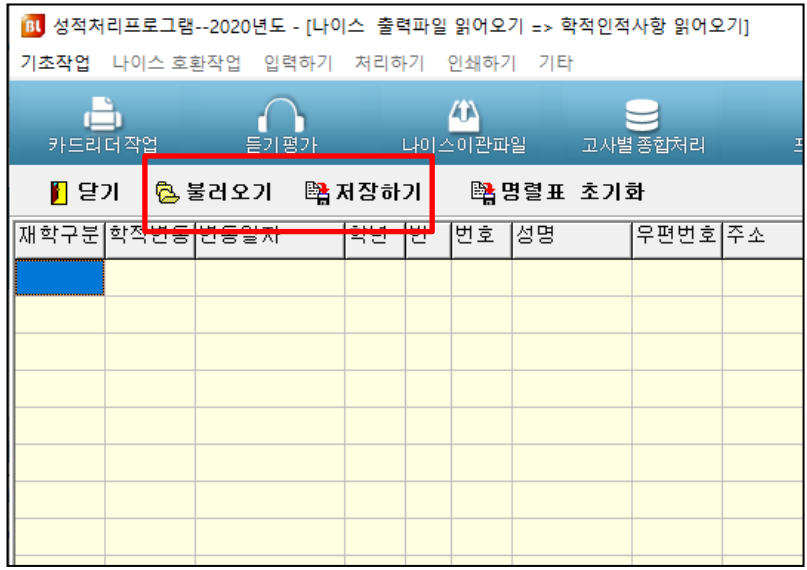 BL 성적처리프로그램--2020년도 - [나이스 출력파일 읽어오기 => 학적인적사항 읽어오기]
기초작업 나이스 호환작업 입력하기 처리하기 인쇄하기 기타
카드리더작업 듣기평가 나이스이관파일 고사별종합처리
닫기 불러오기 저장하기 명렬표 초기화
재학구분 학적변동 변동일자 학년 반 번호 성명 우편번호 주소